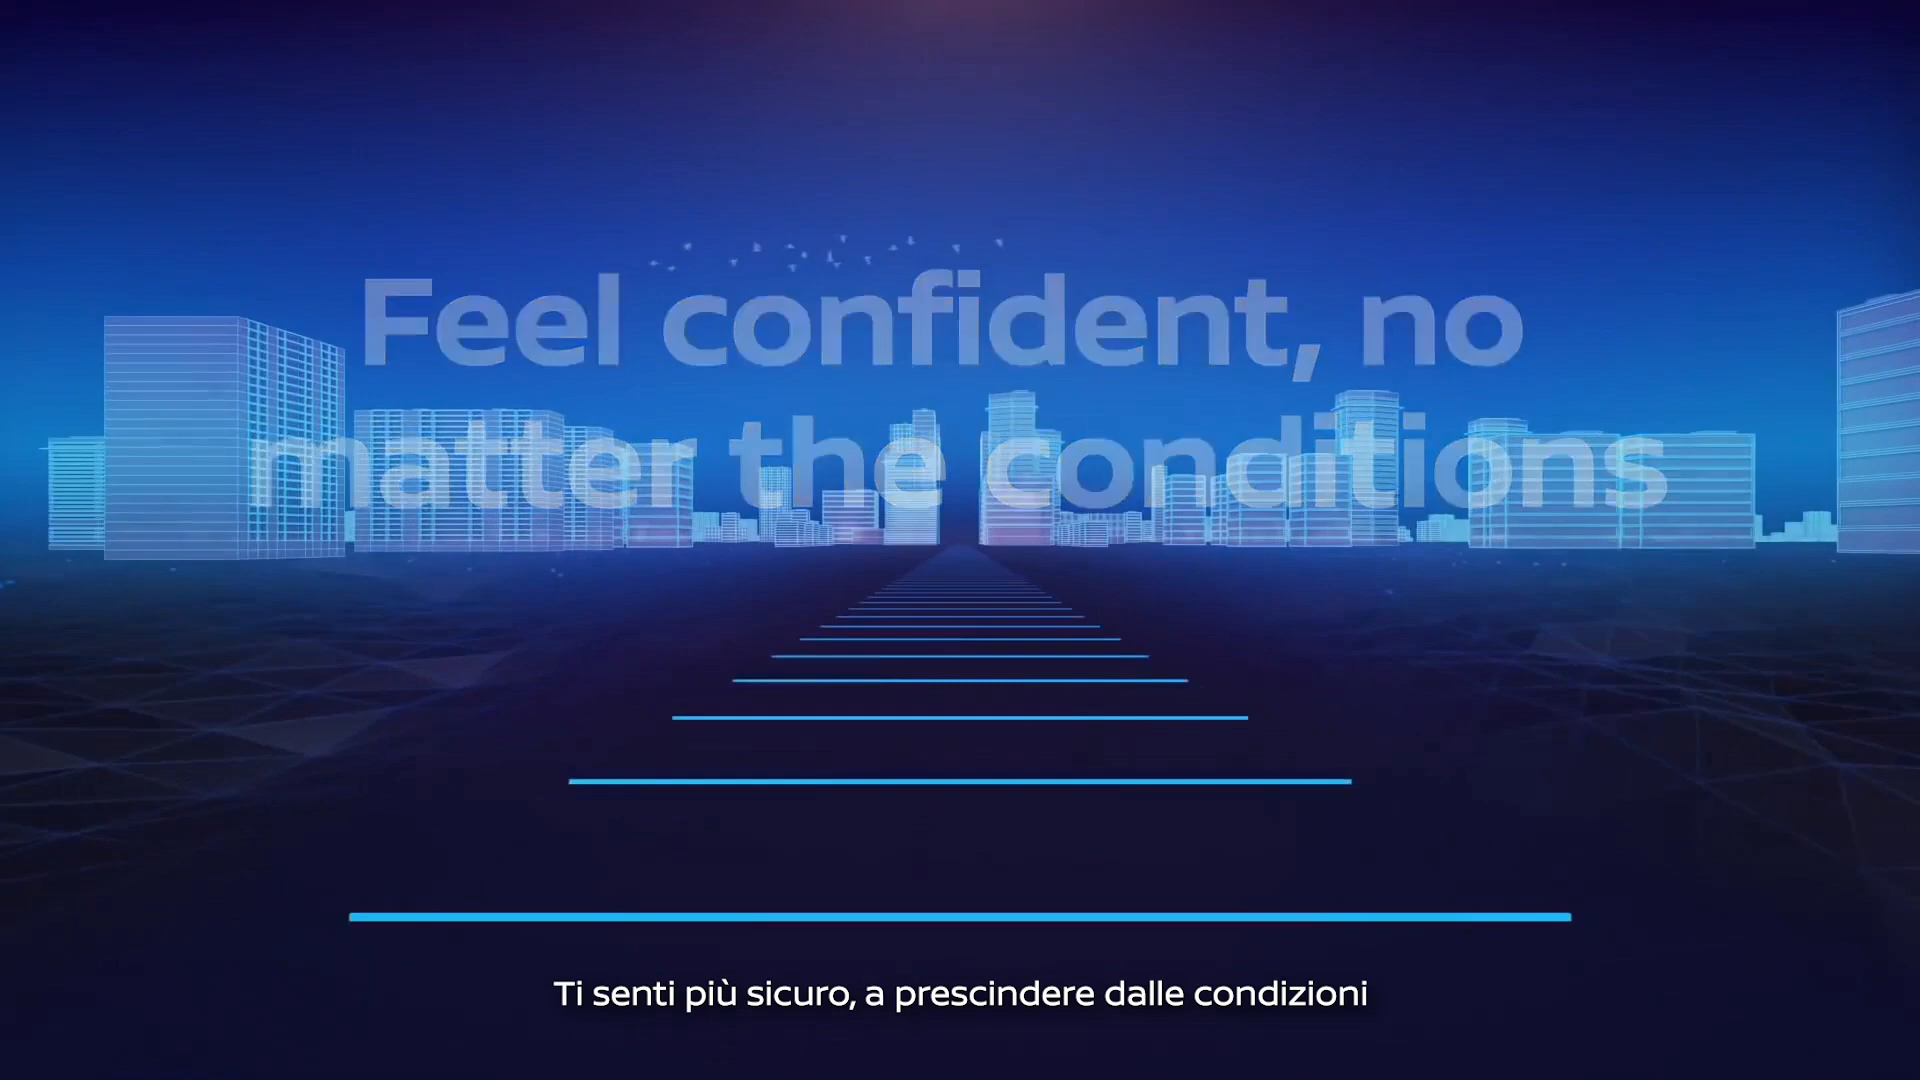 Feel confident, no
matter the conditions
Ti senti più sicuro, a prescindere dalle condizioni